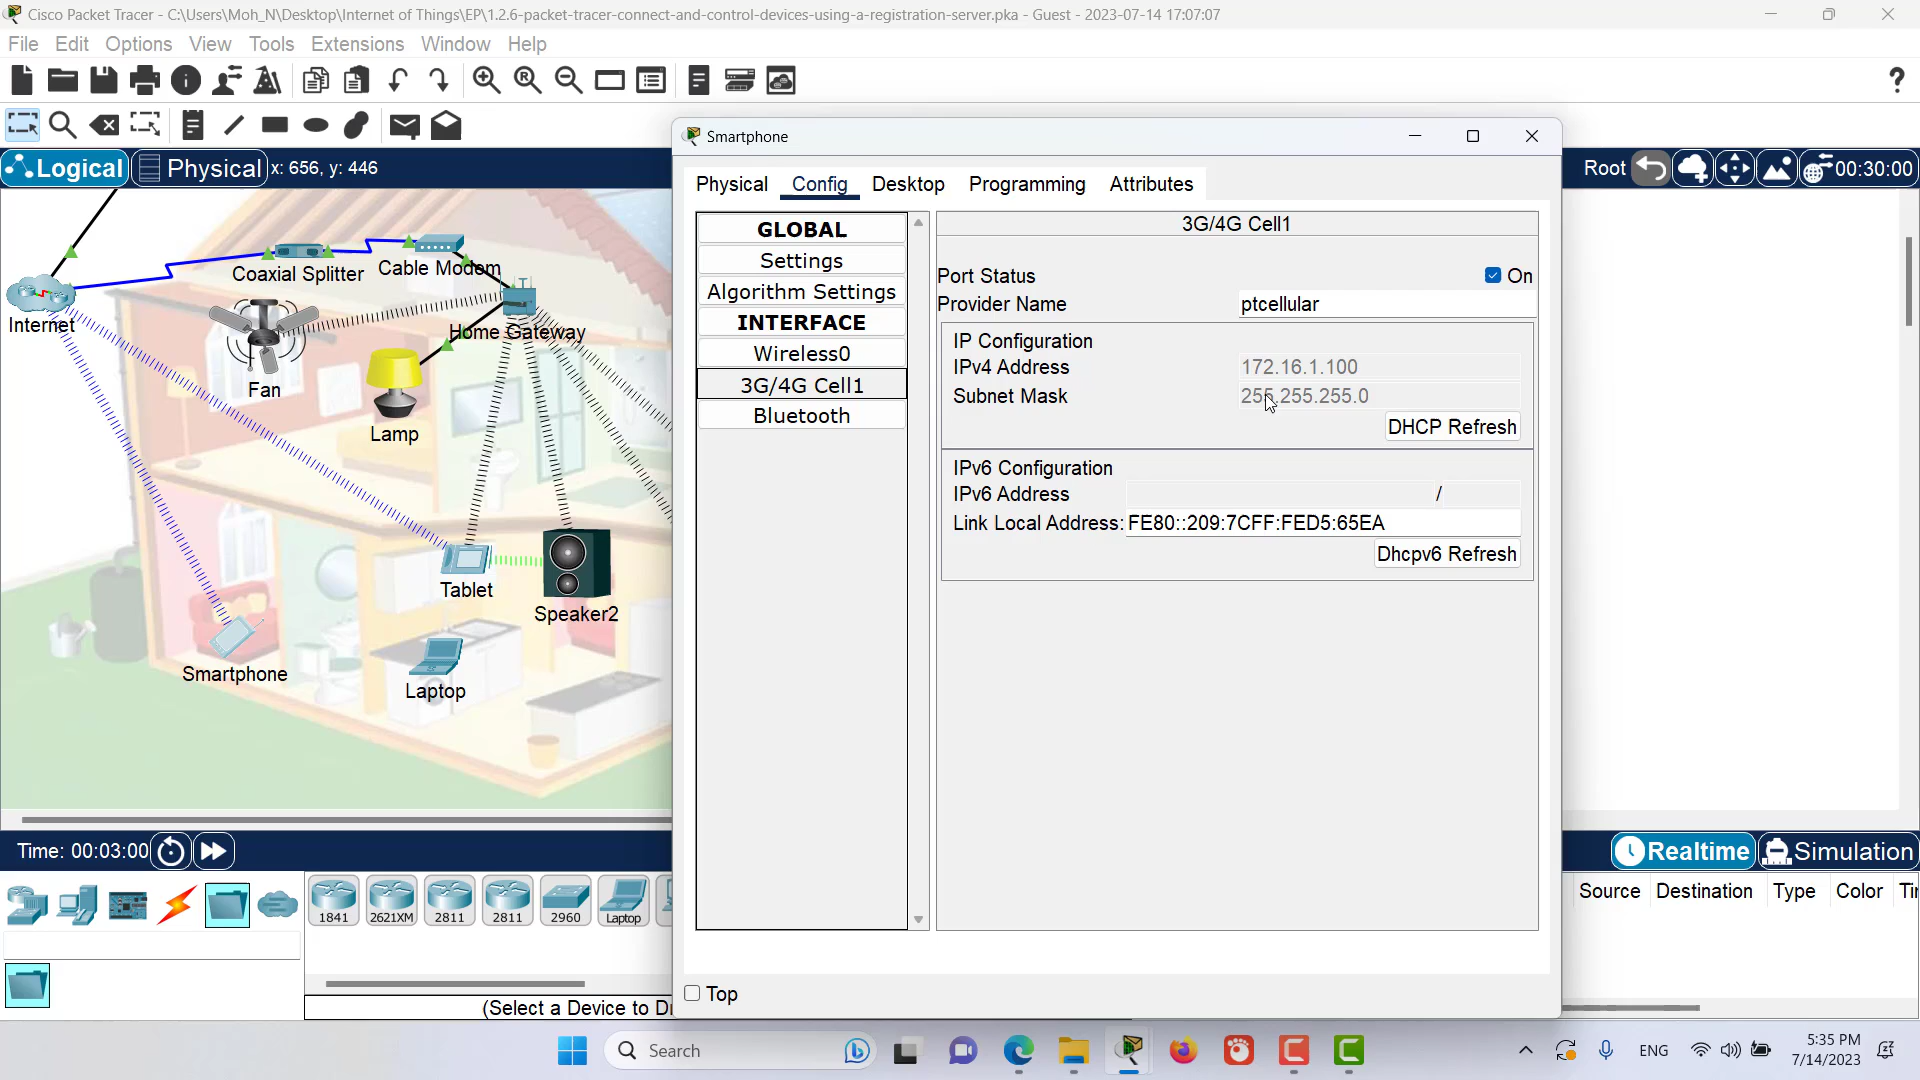 Cisco Packet Tracer - C:\Users\Moh_N\Desktop\Internet of Things\EP\1.2.6-packet-tracer-connect-and-control-devices-using-a-registration-server.pka - Guest - 2023-07-14 17:07:07
File Edit Options View Tools Extensions Window Help
Logical Physical x: 656, y: 446
Root 00:30:00
Coaxial Splitter
Cable Modem
Internet
Home Gateway
Fan
Lamp
Tablet
Speaker2
Smartphone
Laptop
Smartphone
Physical Config Desktop Programming Attributes
GLOBAL
Settings
Algorithm Settings
INTERFACE
Wireless0
3G/4G Cell1
Bluetooth
3G/4G Cell1
Port Status On
Provider Name ptcellular
IP Configuration
IPv4 Address 172.16.1.100
Subnet Mask 255.255.255.0
DHCP Refresh
IPv6 Configuration
IPv6 Address /
Link Local Address: FE80::209:7CFF:FED5:65EA
Dhcpv6 Refresh
Top
Time: 00:03:00
Realtime Simulation
1841 2621XM 2811 2811 2960 Laptop
Source Destination Type Color Ti
(Select a Device to D
Search
ENG
5:35 PM
7/14/2023